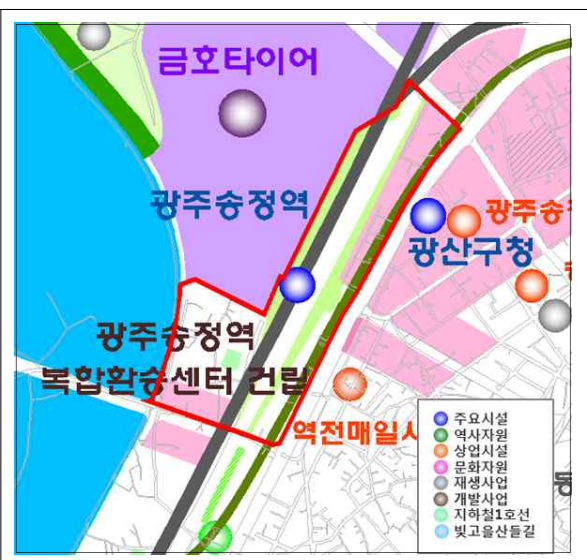 금호타이어
광주송정역
광주송
광산구청
광주송정역
복합환승센터 건립
역전매일시
동
주요시설
역사자원
상업시설
문화자원
재생사업
개발사업
지하철1호선
빛고을산들길